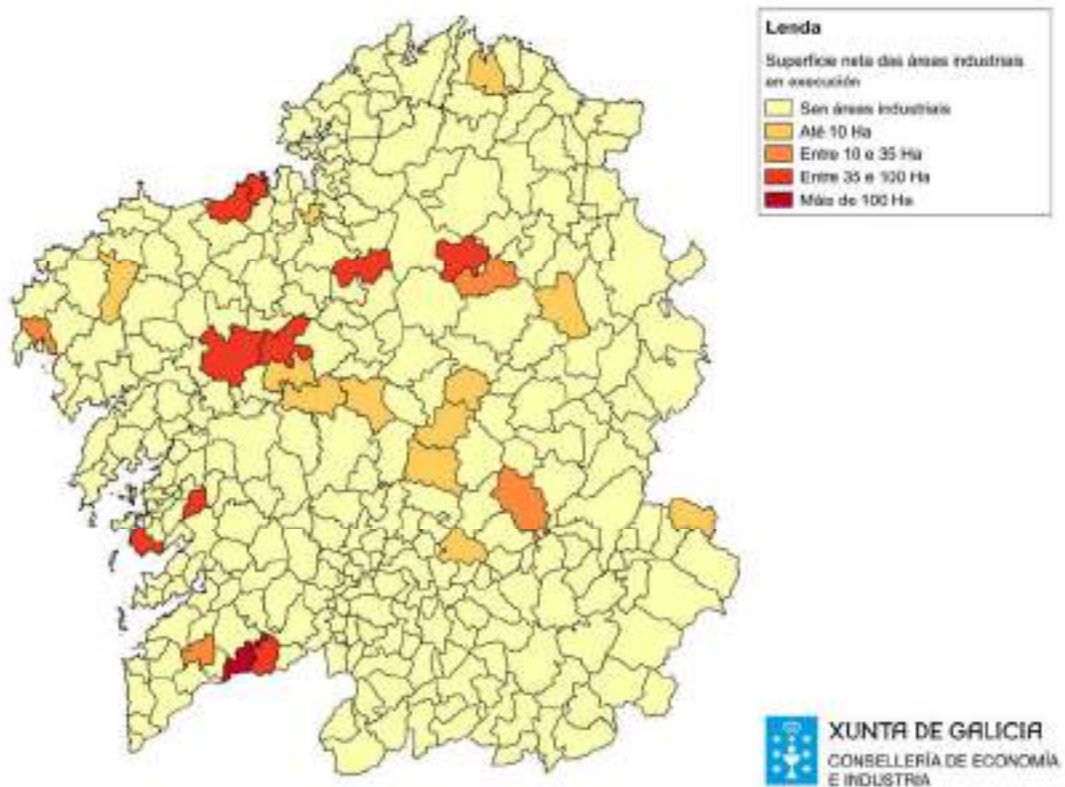 Lenda
Superficie neta das áreas industriais
en execución
Sen áreas industriais
Até 10 Ha
Entre 10 e 35 Ha
Entre 35 e 100 Ha
Máis de 100 Ha
XUNTA DE GALICIA
CONSELLERÍA DE ECONOMÍA
E INDUSTRIA